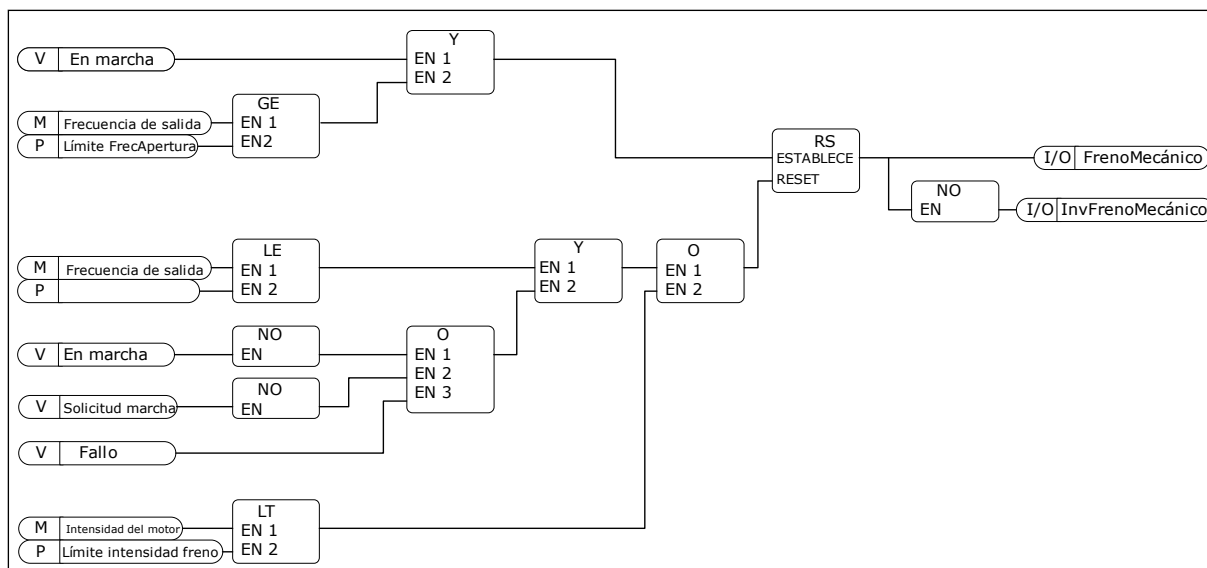 V En marcha
Y
EN 1
EN 2
M Frecuencia de salida
P Límite FrecApertura
GE
EN 1
EN2
RS
ESTABLECE
RESET
I/O FrenoMecánico
NO
EN
I/O InvFrenoMecánico
M Frecuencia de salida
P
LE
EN 1
EN 2
Y
EN 1
EN 2
O
EN 1
EN 2
V En marcha
NO
EN
O
EN 1
EN 2
EN 3
V Solicitud marcha
NO
EN
V Fallo
M Intensidad del motor
P Límite intensidad freno
LT
EN 1
EN 2